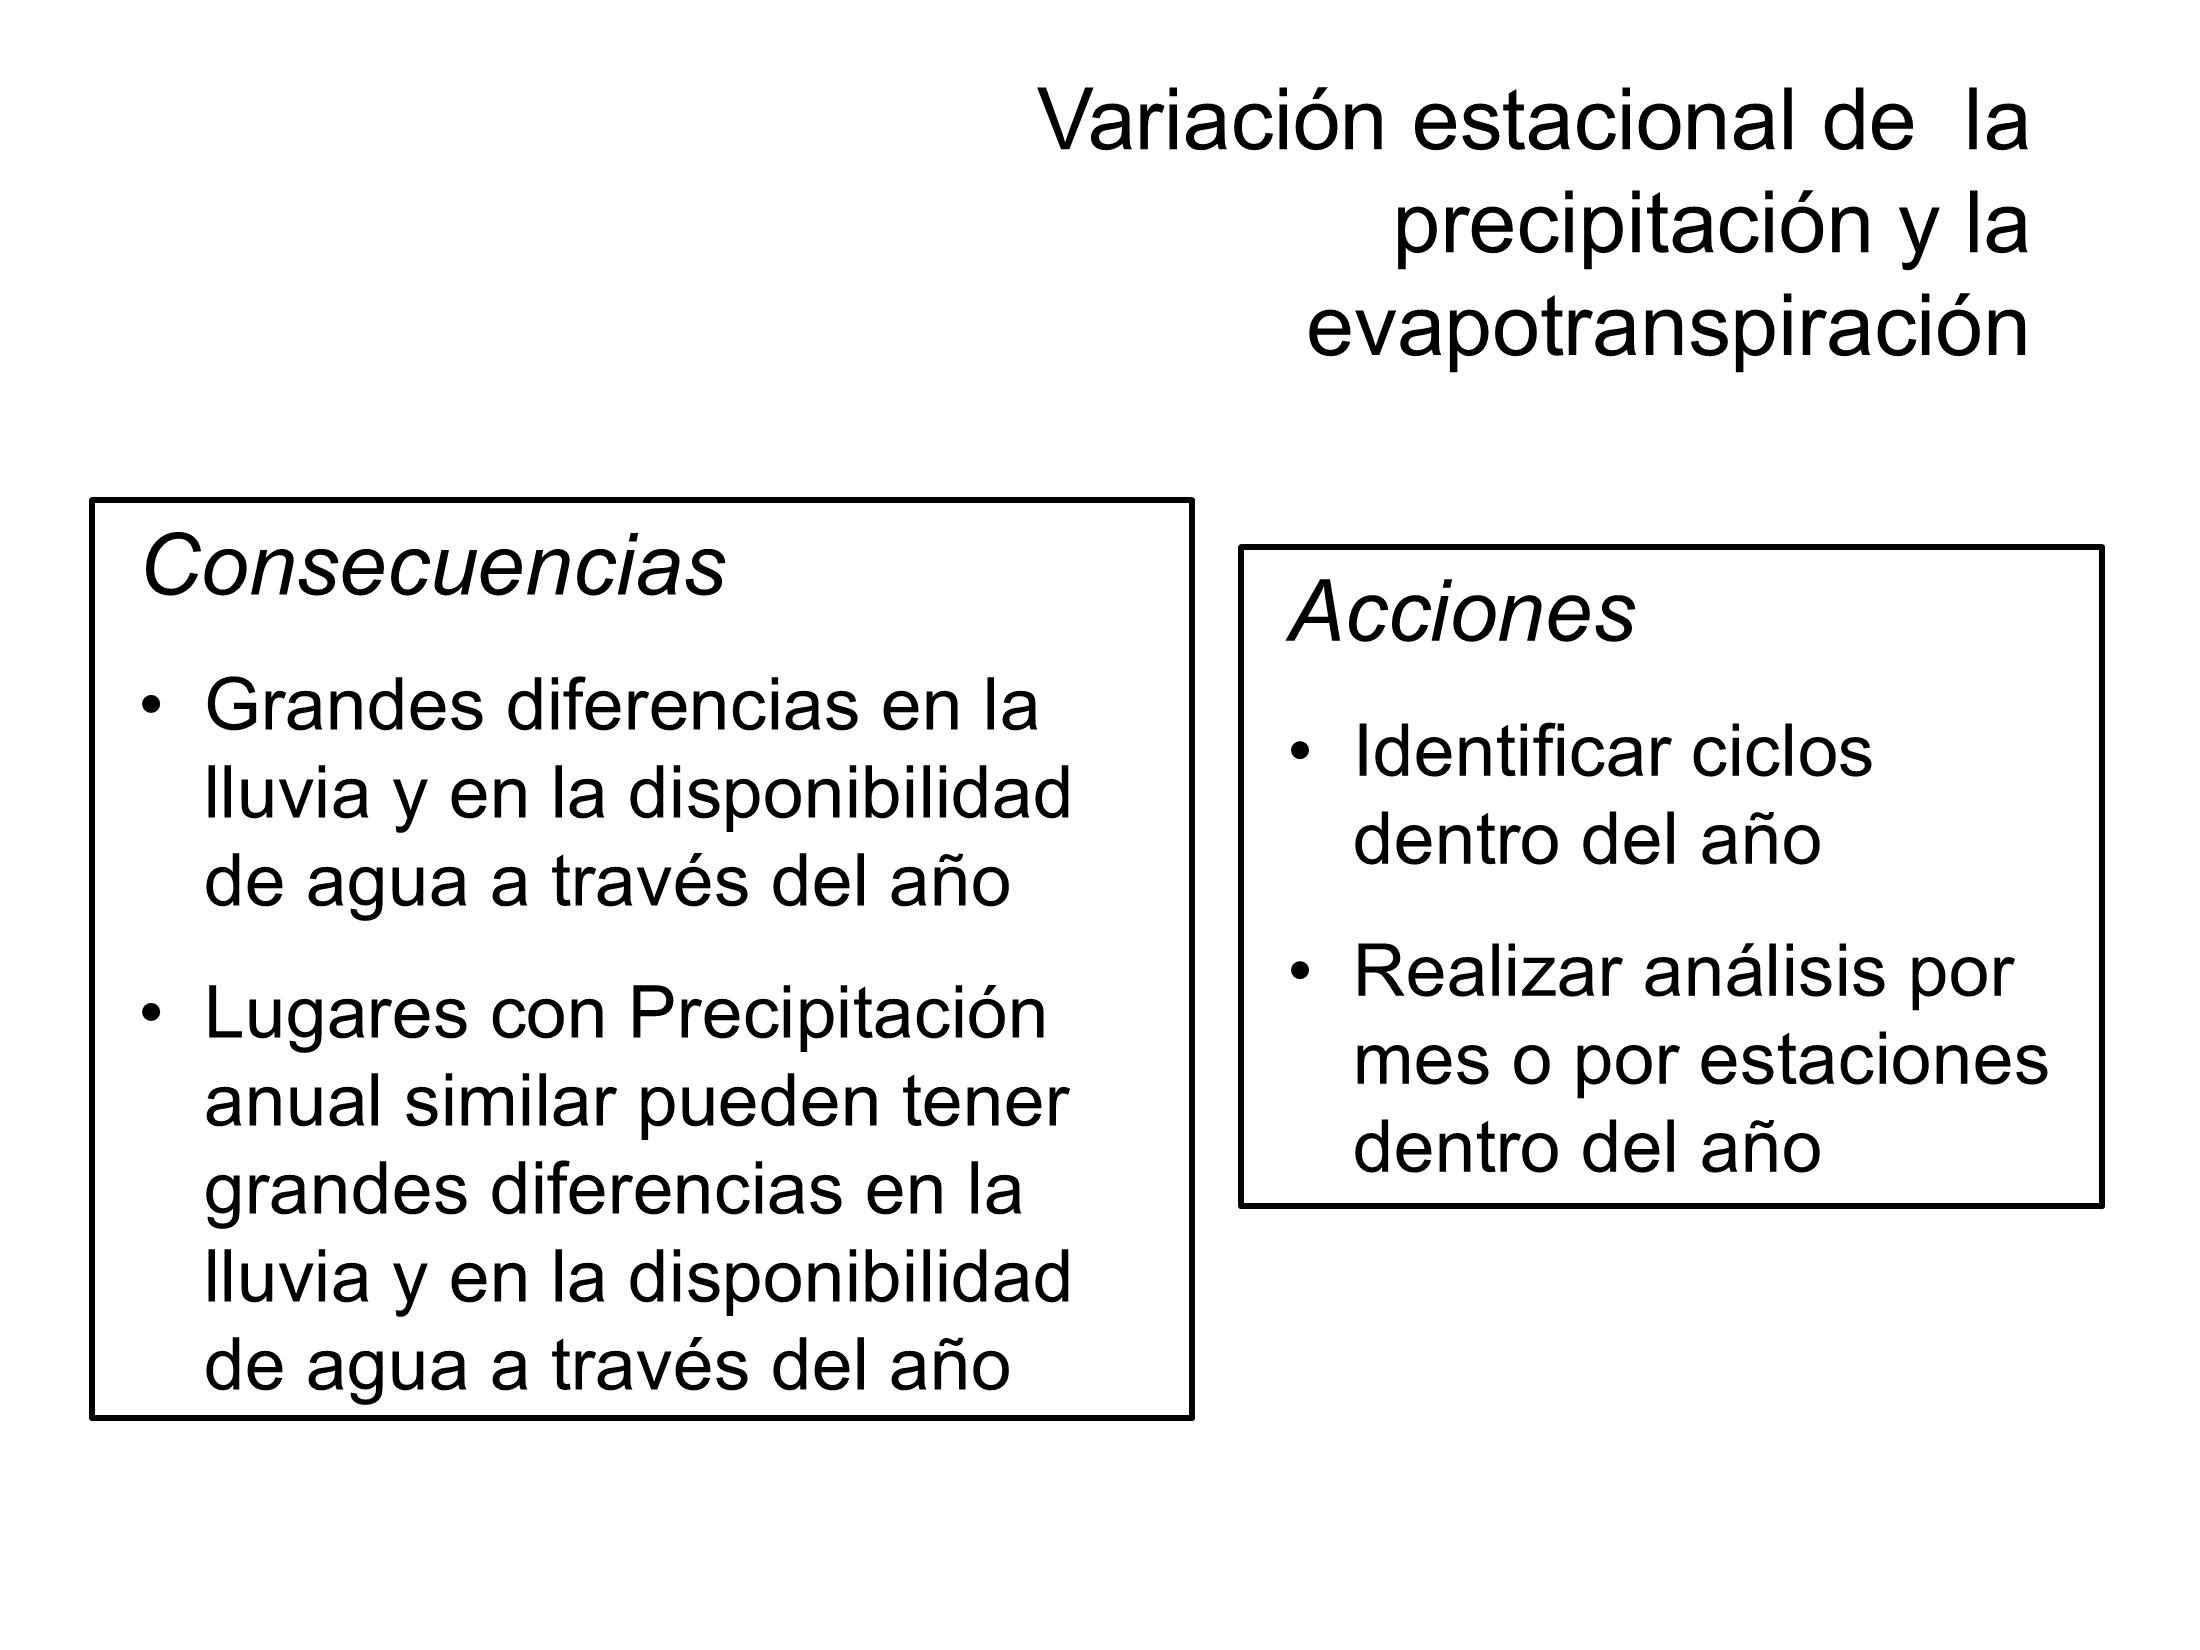 Variación estacional de  la
precipitación y la
evapotranspiración
Consecuencias
• Grandes diferencias en la
lluvia y en la disponibilidad
de agua a través del año
• Lugares con Precipitación
anual similar pueden tener
grandes diferencias en la
lluvia y en la disponibilidad
de agua a través del año
Acciones
• Identificar ciclos
dentro del año
• Realizar análisis por
mes o por estaciones
dentro del año